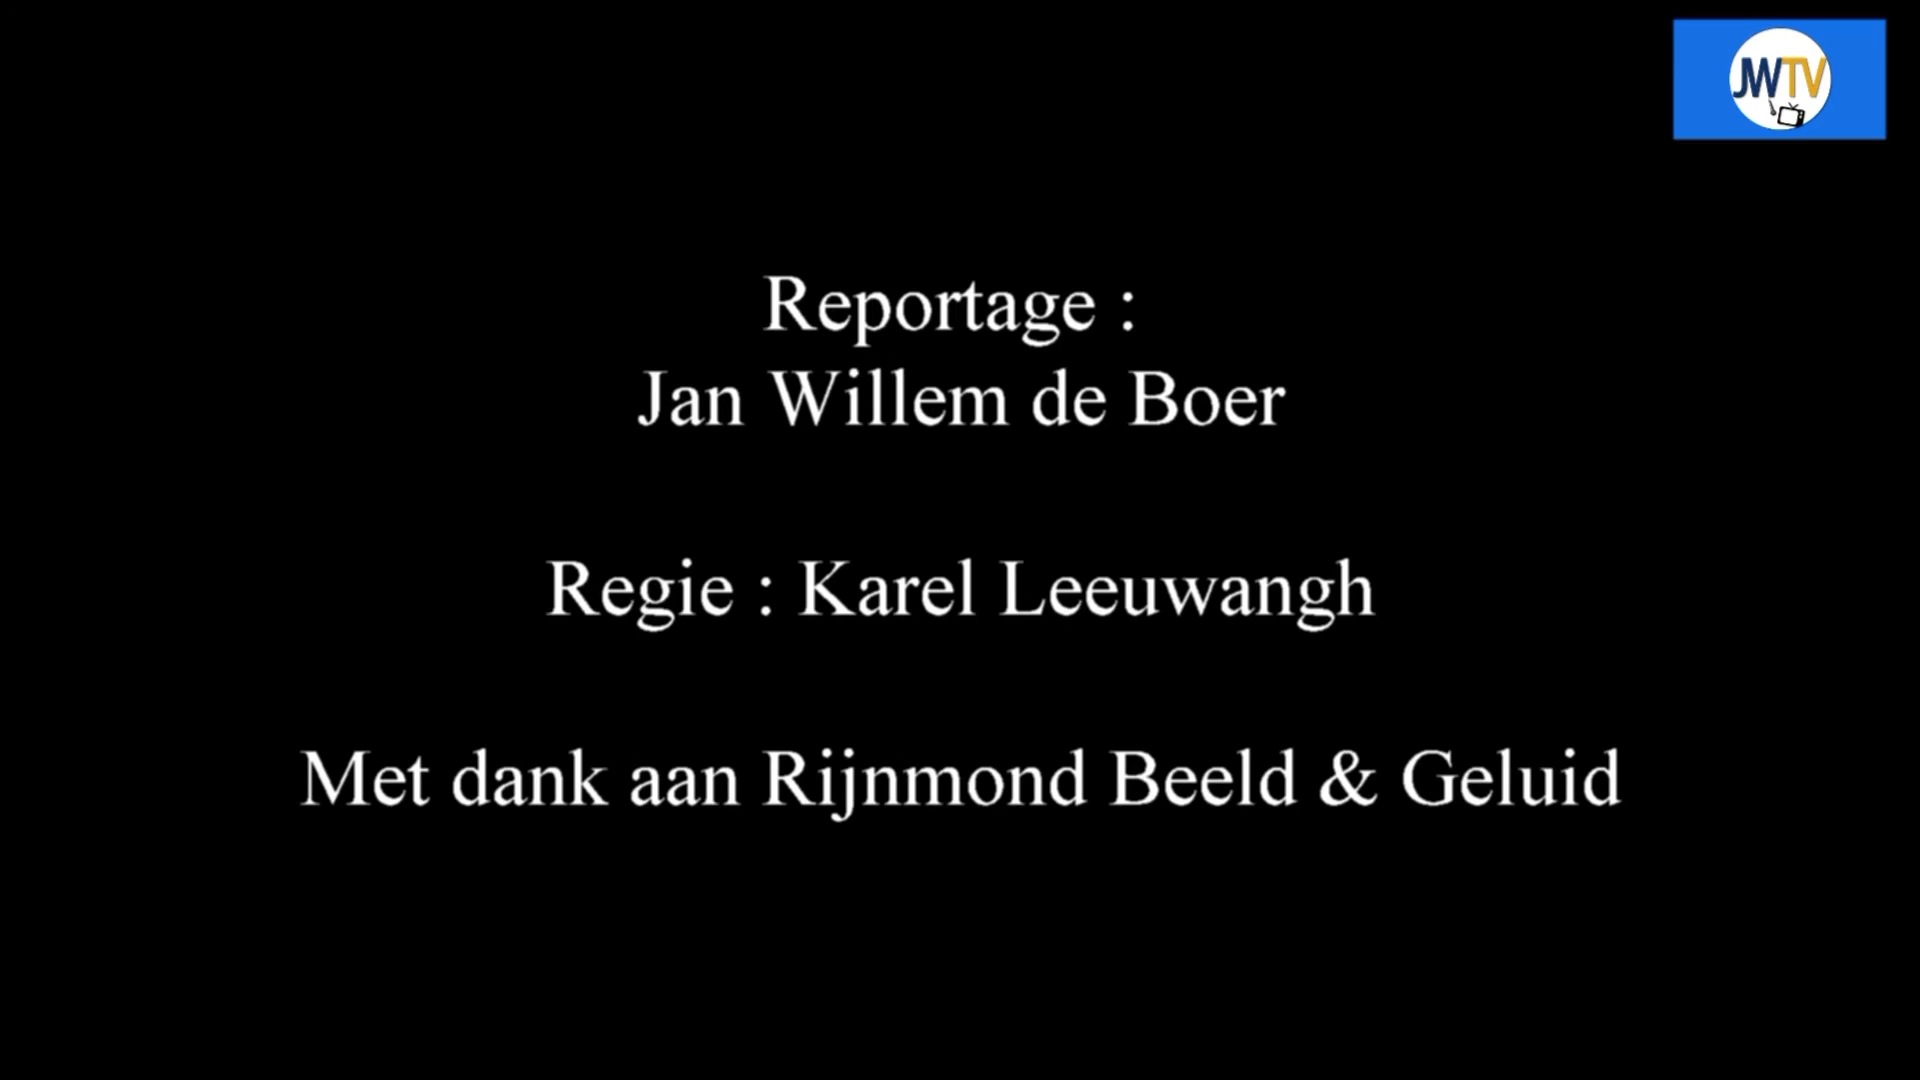 JWTV
Reportage :
Jan Willem de Boer
Regie : Karel Leeuwangh
Met dank aan Rijnmond Beeld & Geluid